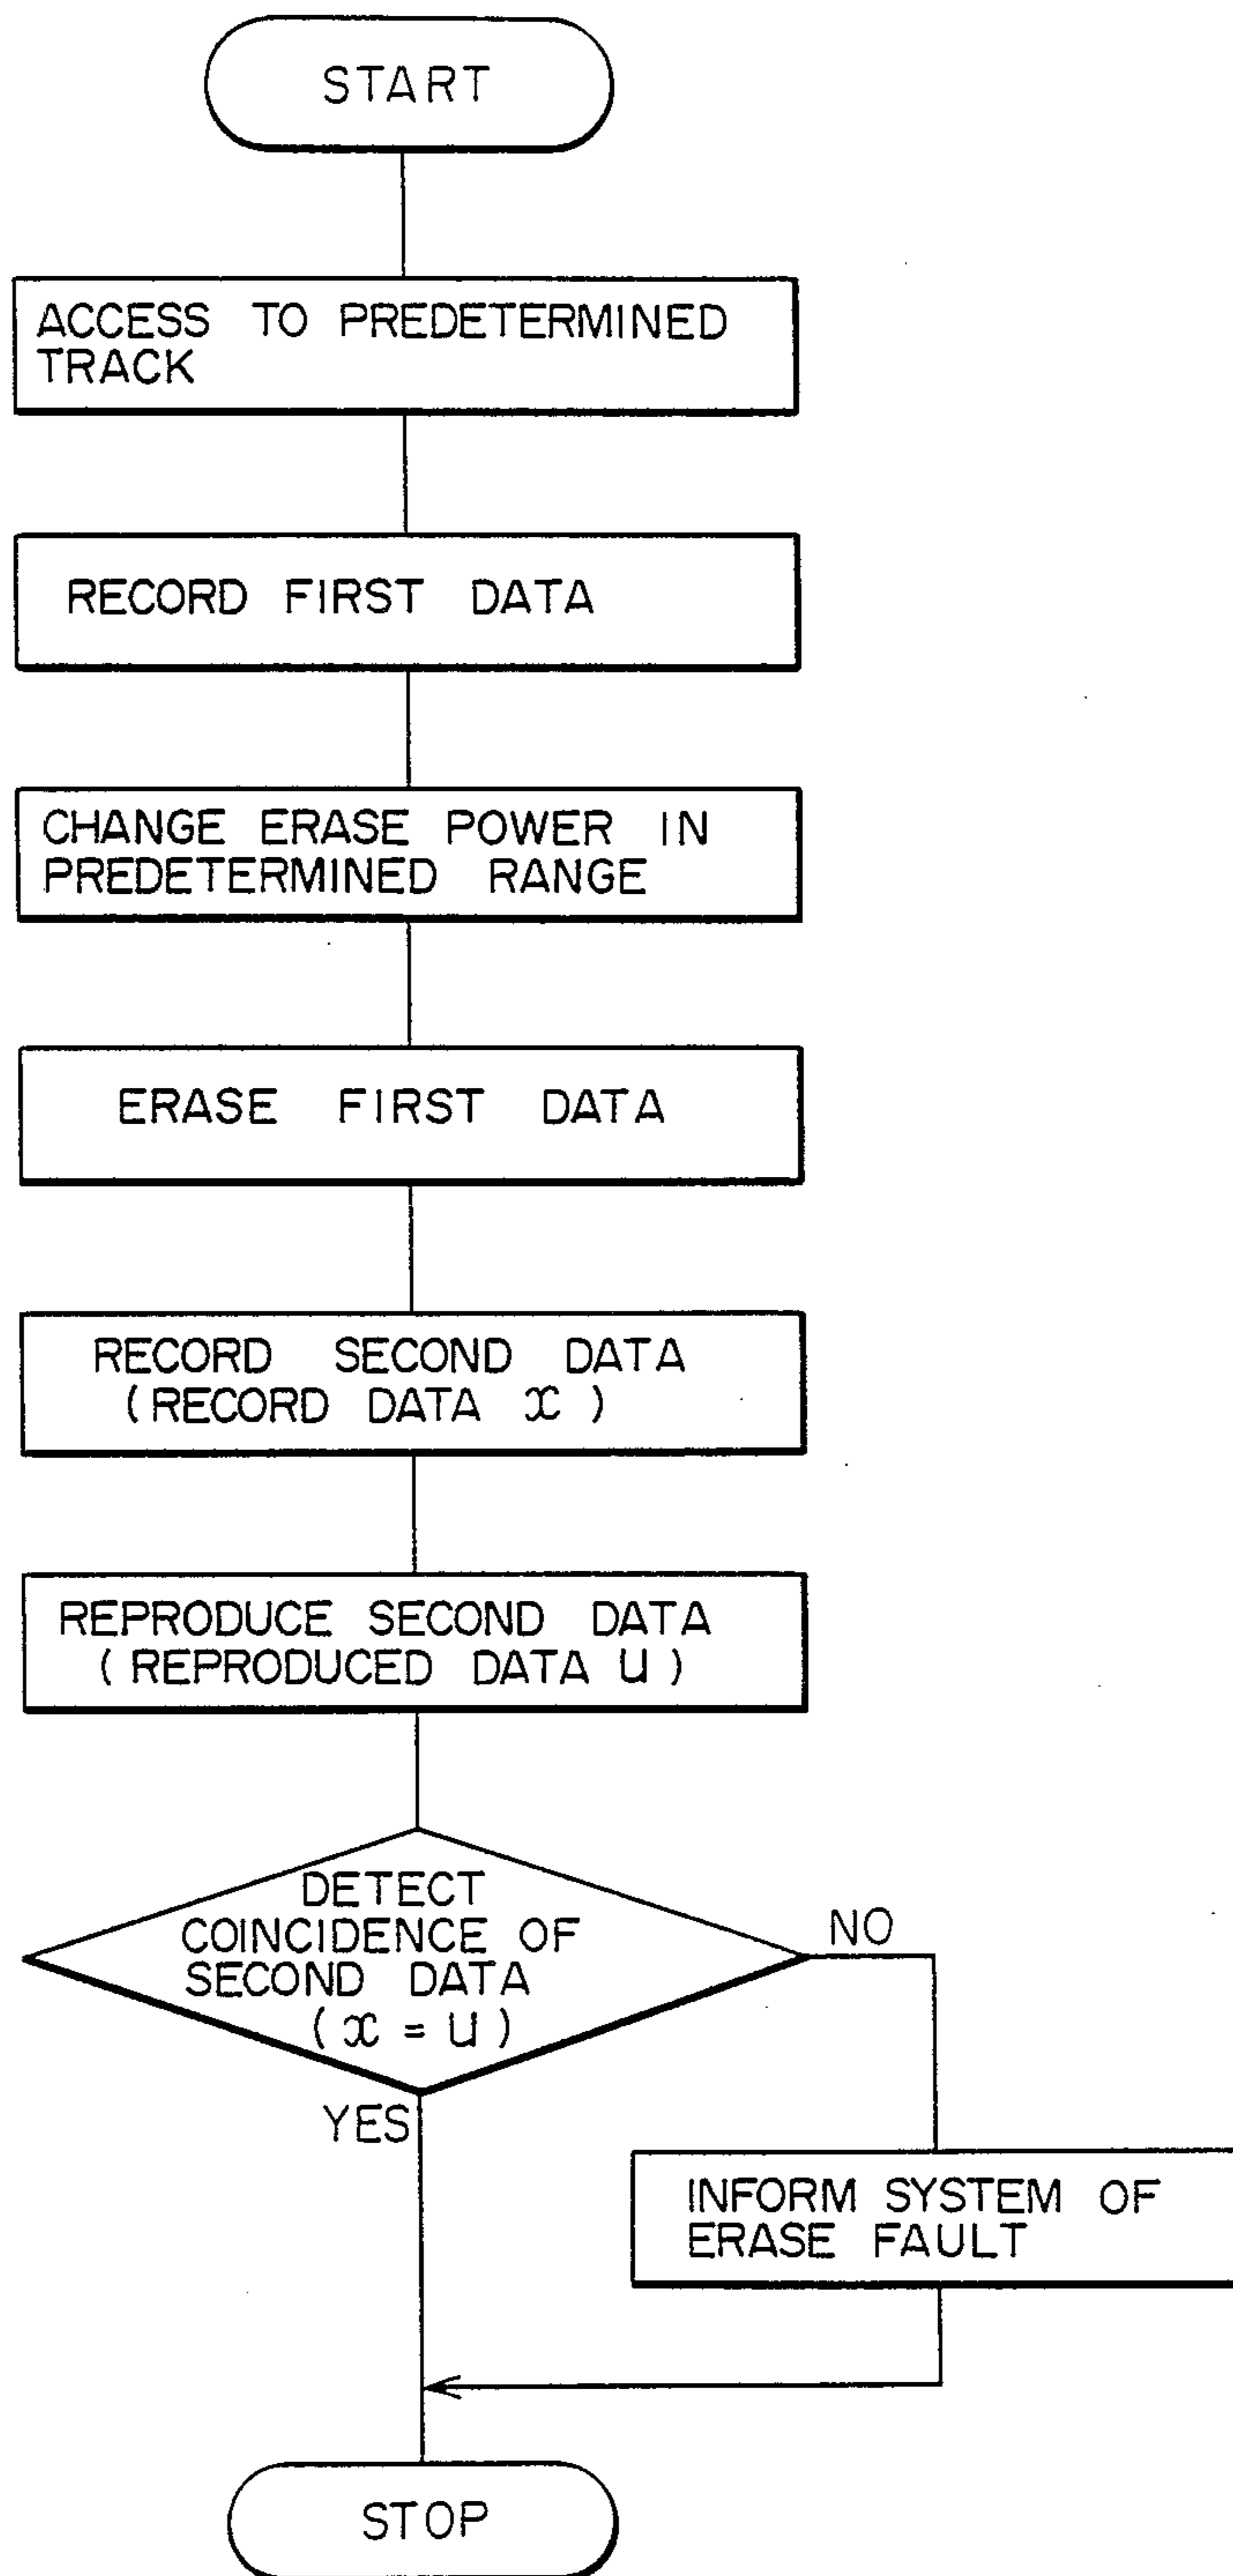 START
ACCESS TO PREDETERMINED
TRACK
RECORD FIRST DATA
CHANGE ERASE POWER IN
PREDETERMINED RANGE
ERASE FIRST DATA
RECORD SECOND DATA
(RECORD DATA x)
REPRODUCE SECOND DATA
(REPRODUCED DATA u)
DETECT
COINCIDENCE OF
SECOND DATA
(x = u)
NO
YES
INFORM SYSTEM OF
ERASE FAULT
STOP